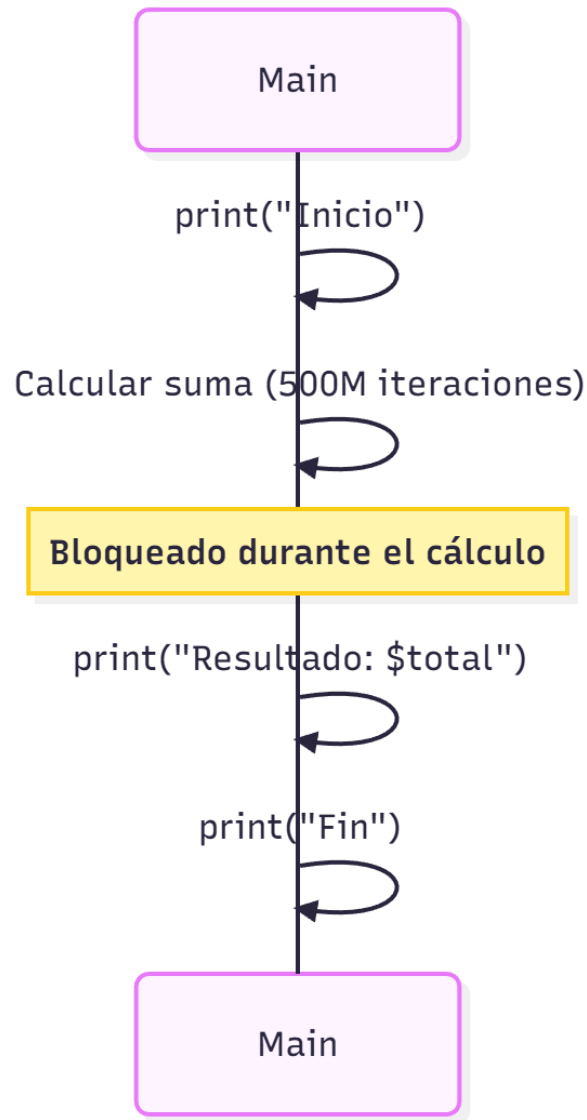 Main
print("Inicio")
Calcular suma (500M iteraciones)
Bloqueado durante el cálculo
print("Resultado: $total")
print("Fin")
Main